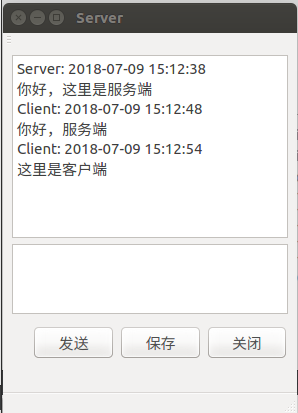 Server
Server: 2018-07-09 15:12:38
你好，这里是服务端
Client: 2018-07-09 15:12:48
你好，服务端
Client: 2018-07-09 15:12:54
这里是客户端
发送 保存 关闭